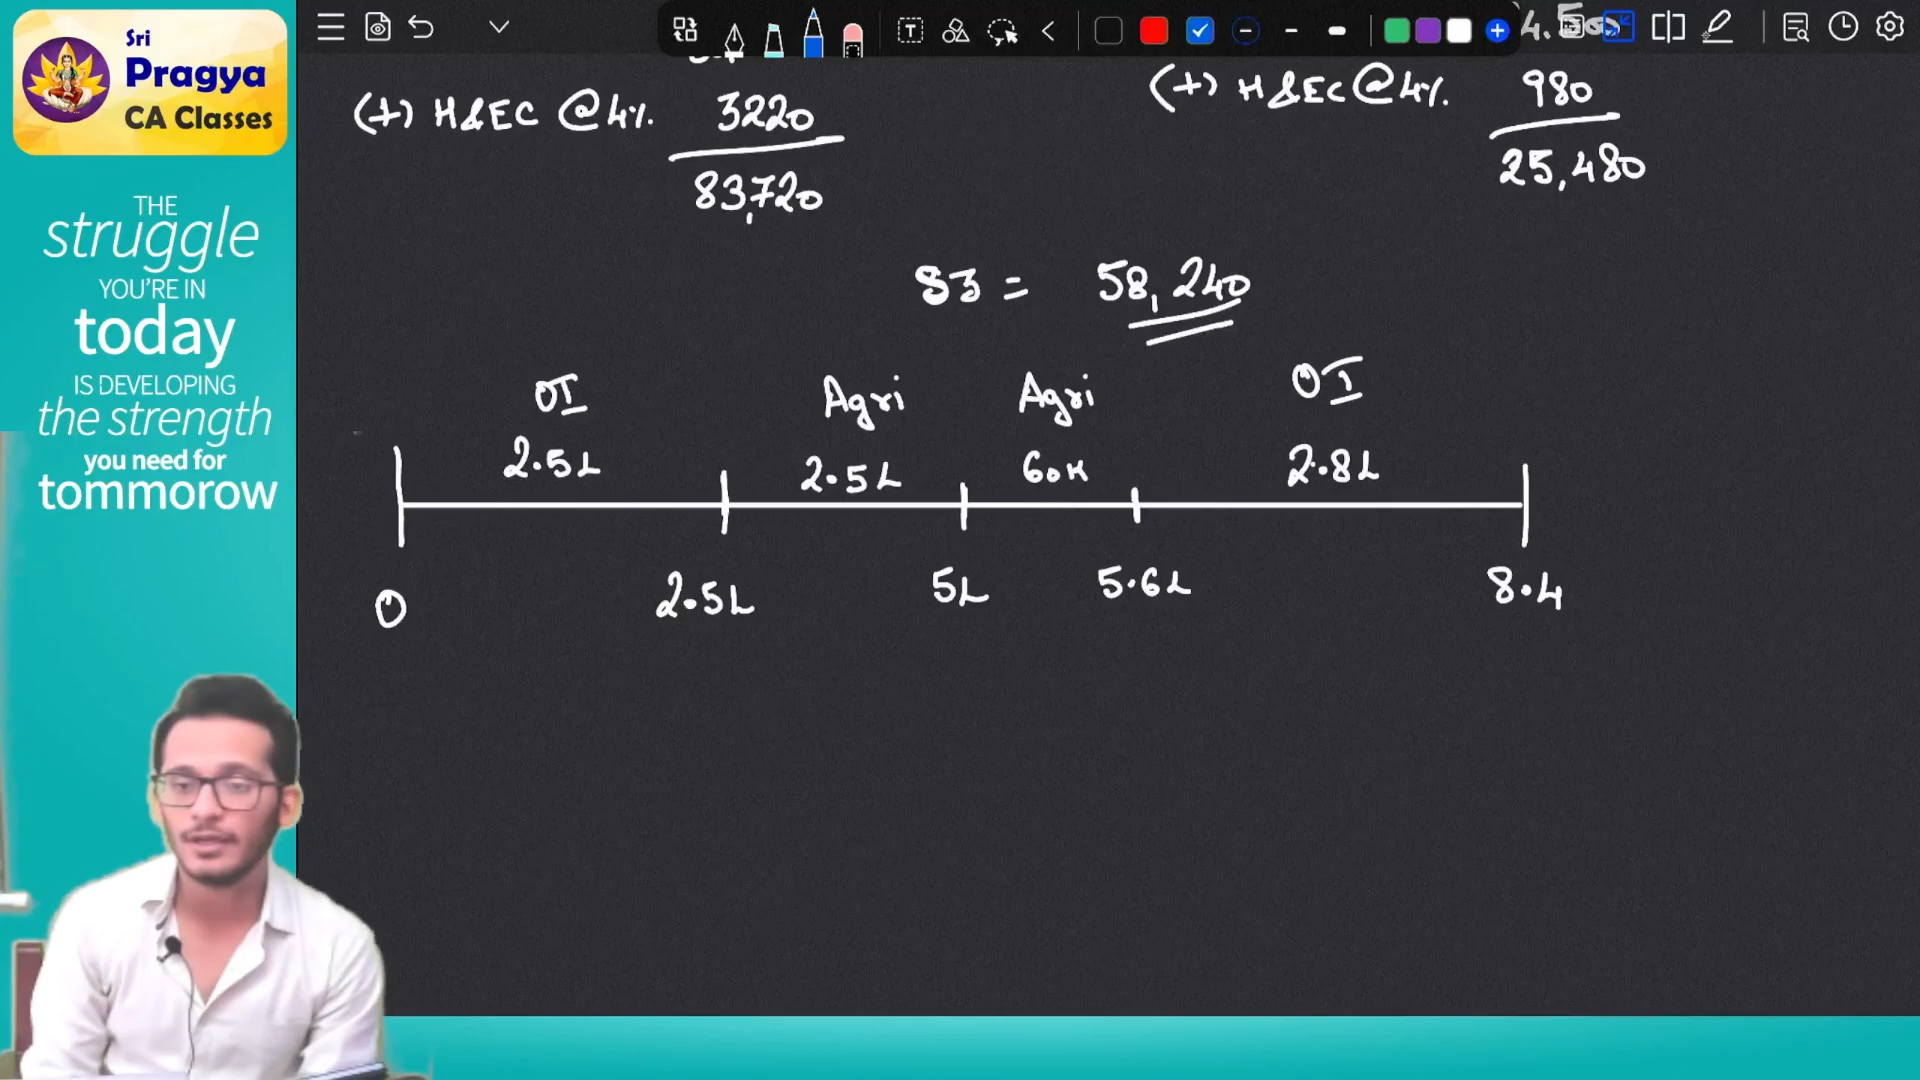 Sri
Pragya
CA Classes
THE
struggle
YOU'RE IN
today
IS DEVELOPING
the strength
you need for
tommorow
(+) H&EC @4%. 3220
83,720
(+) H&EC@4%. 980
25,480
S3 = 58,240
OI Agri Agri OI
2.5L 2.5L 60K 2.8L
0 2.5L 5L 5.6L 8.4